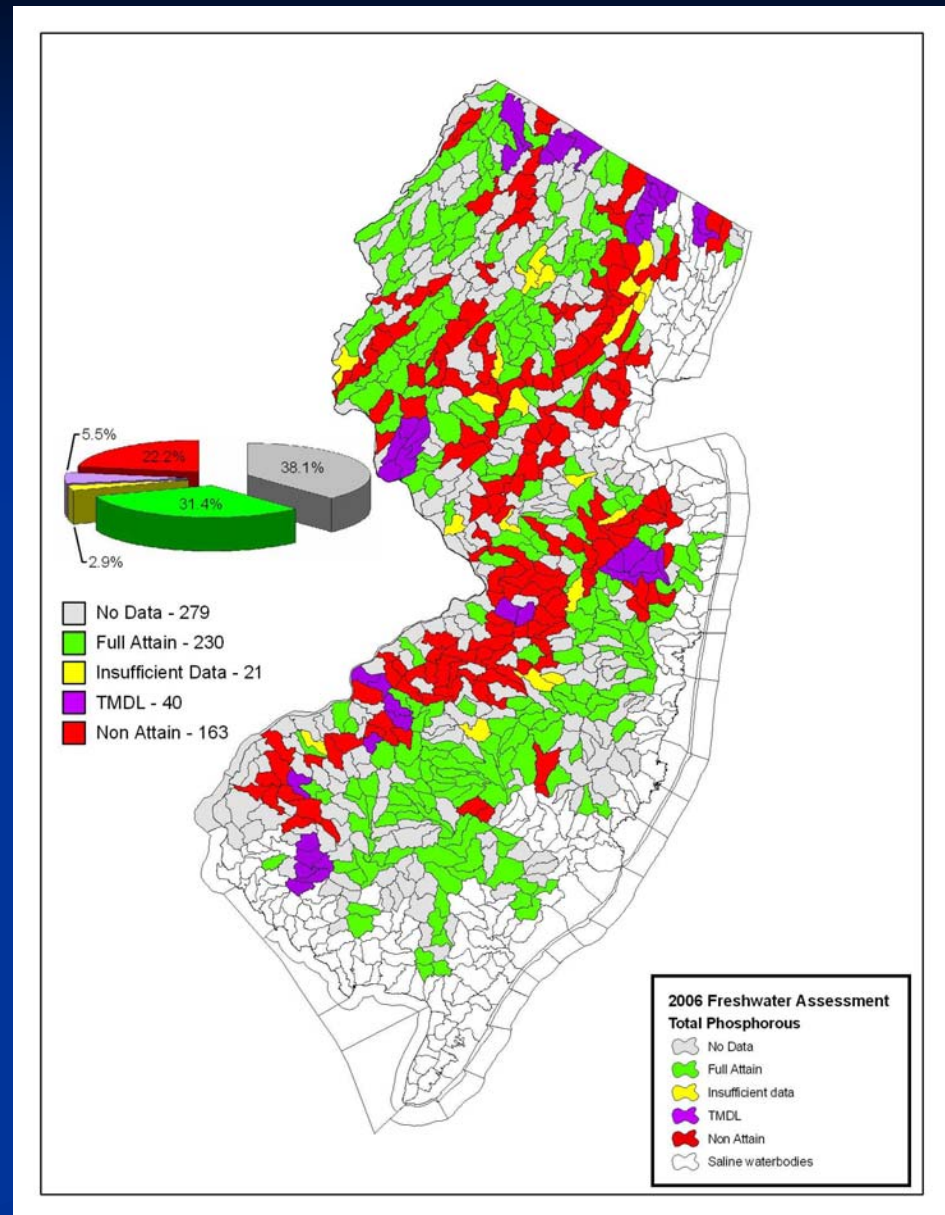 5.5%
22.2%
38.1%
31.4%
2.9%
No Data - 279
Full Attain - 230
Insufficient Data - 21
TMDL - 40
Non Attain - 163
2006 Freshwater Assessment
Total Phosphorous
No Data
Full Attain
Insufficient data
TMDL
Non Attain
Saline waterbodies